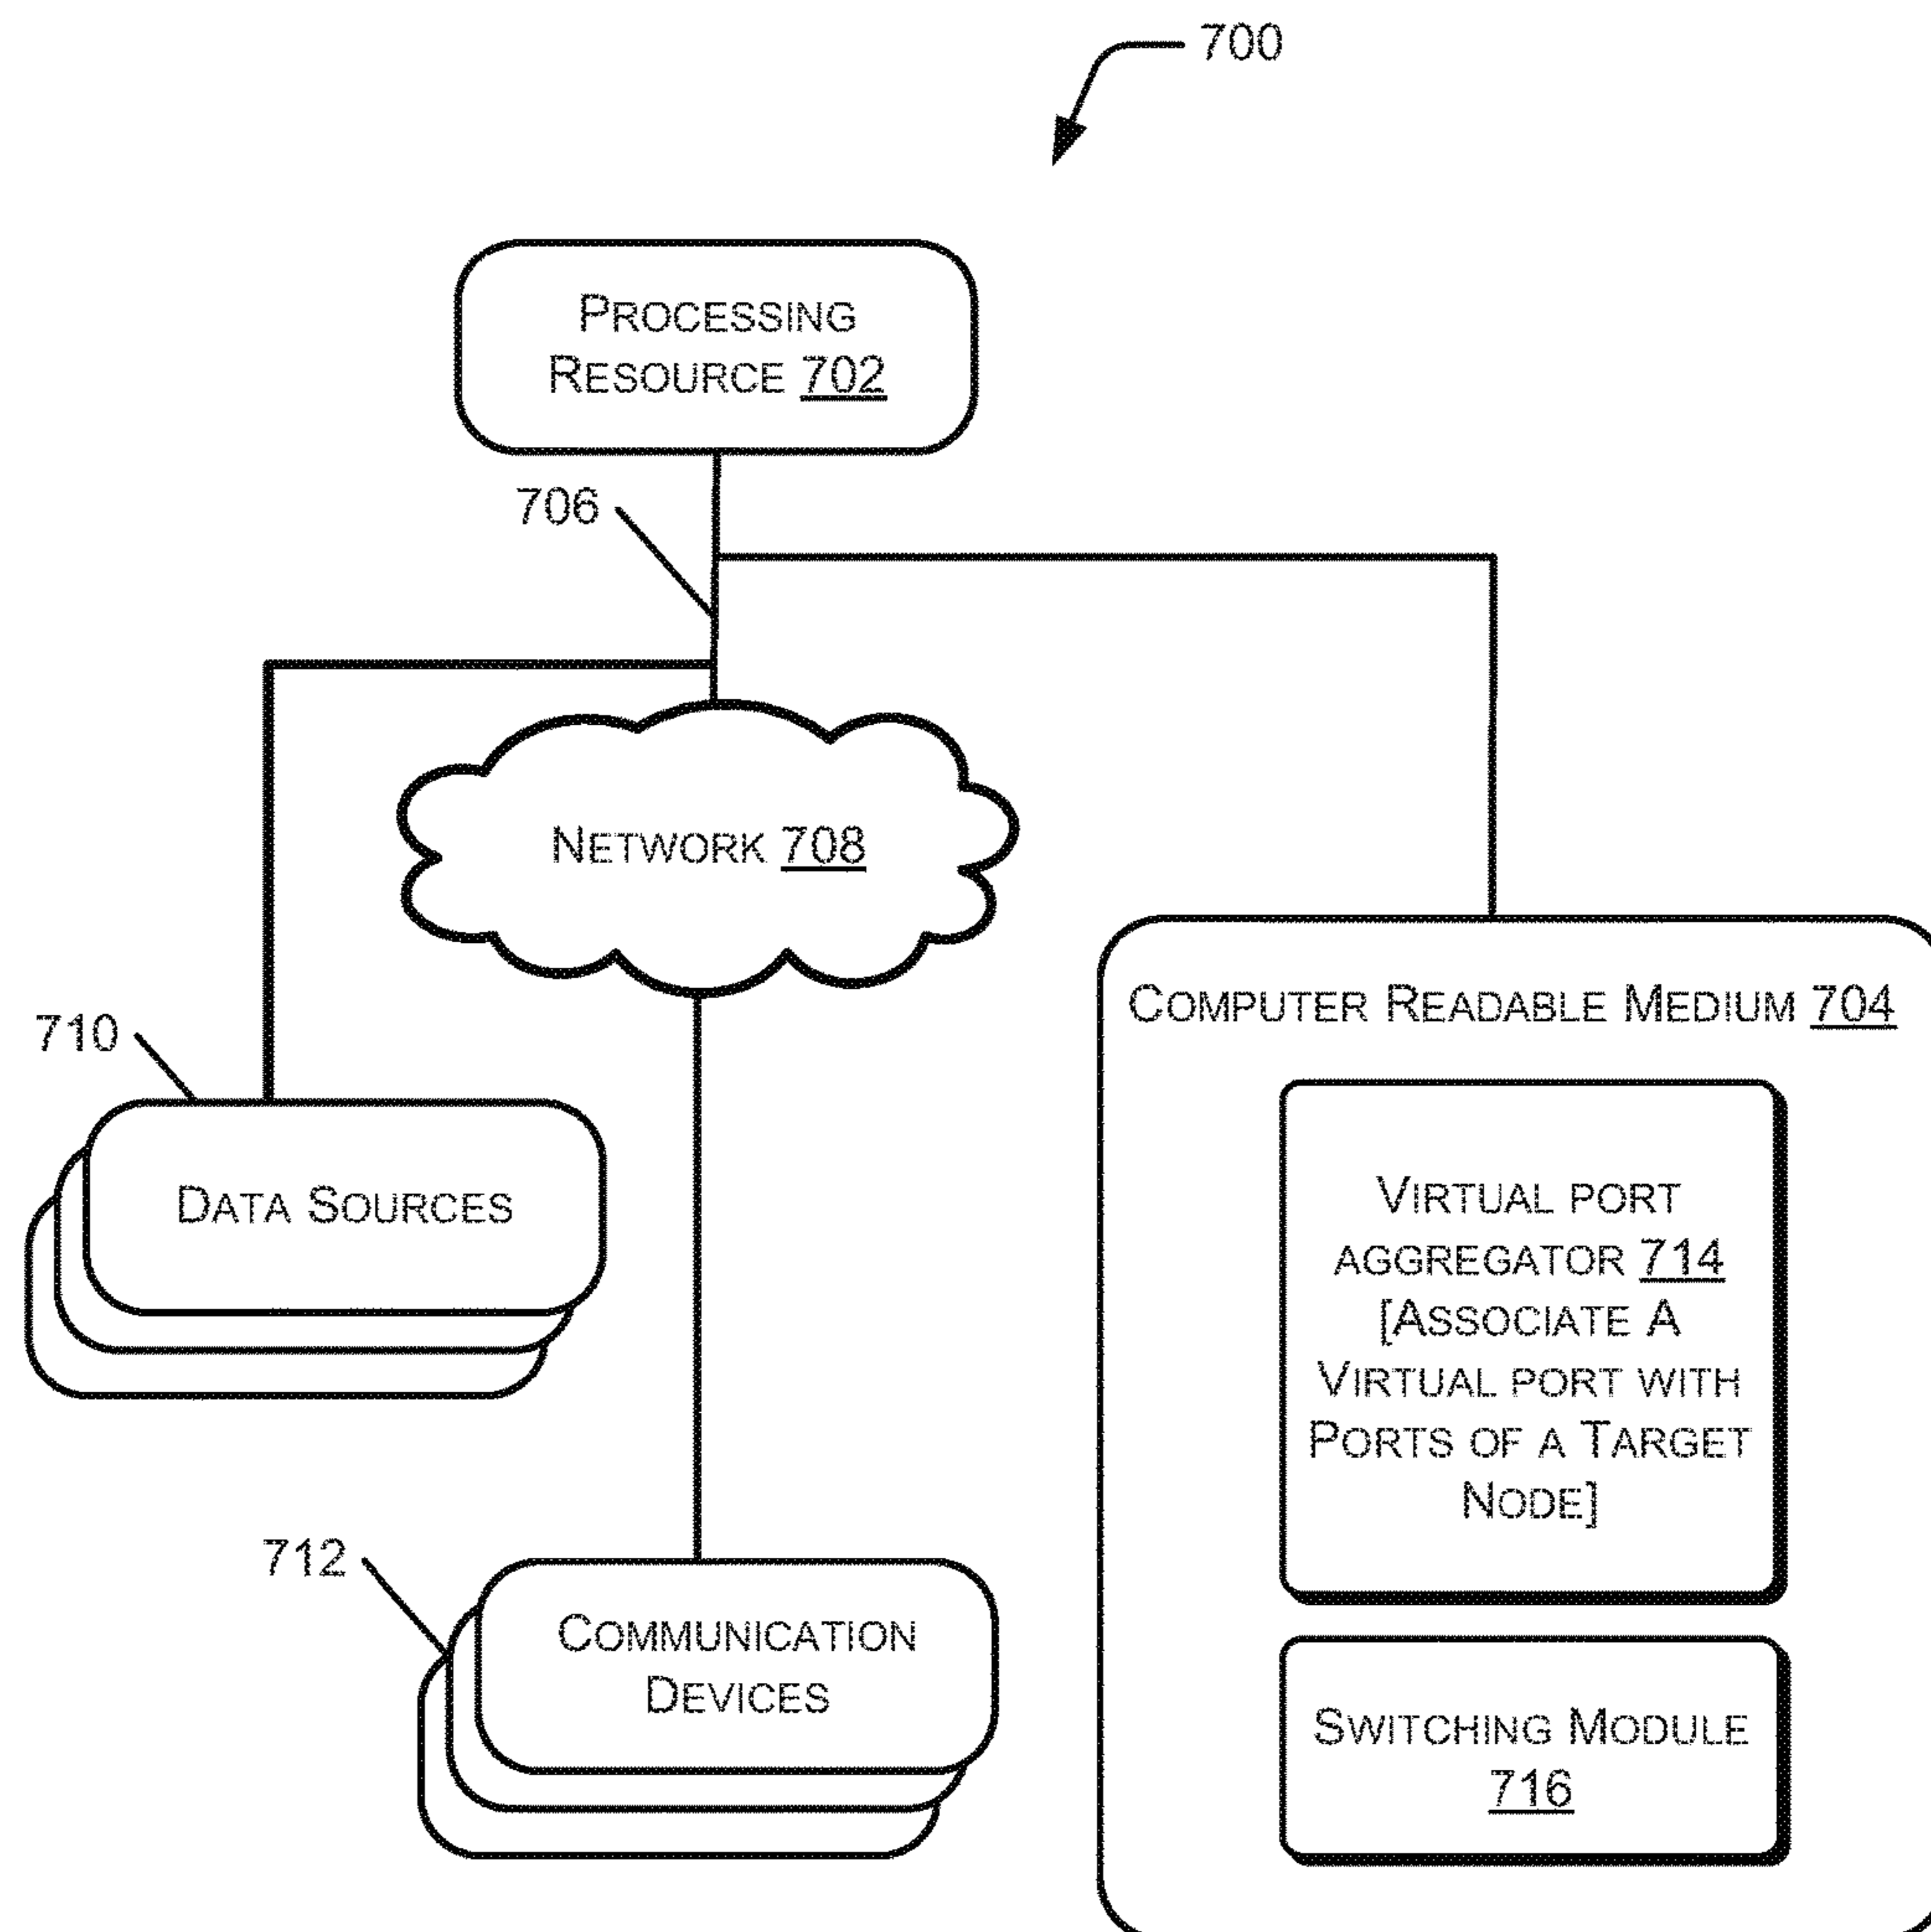 700
PROCESSING
RESOURCE 702
706
NETWORK 708
COMPUTER READABLE MEDIUM 704
710
DATA SOURCES
VIRTUAL PORT
AGGREGATOR 714
[ASSOCIATE A
VIRTUAL PORT WITH
PORTS OF A TARGET
NODE]
712
COMMUNICATION
DEVICES
SWITCHING MODULE
716